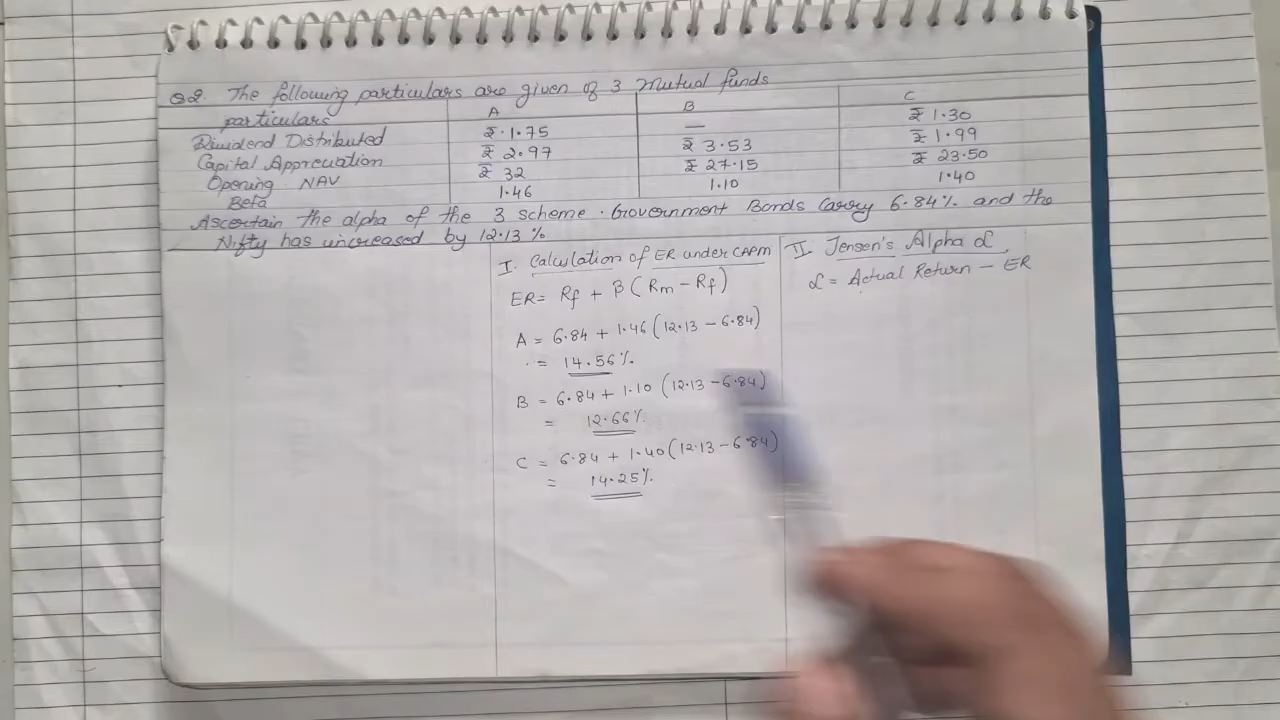 Q2. The following particulars are given of 3 Mutual funds
particulars A B C
Dividend Distributed ₹.1.75 — ₹ 1.30
Capital Appreciation ₹ 2.97 ₹ 3.53 ₹ 1.99
Opening NAV ₹ 32 ₹ 27.15 ₹ 23.50
Beta 1.46 1.10 1.40
Ascertain the alpha of the 3 scheme. Government Bonds Carry 6.84% and the
Nifty has increased by 12.13 %
I. Calculation of ER under CAPM
ER= Rf + β (Rm - Rf)
A = 6.84 + 1.46 (12.13 - 6.84)
= 14.56%
B = 6.84 + 1.10 (12.13 - 6.84)
= 12.66%
C = 6.84 + 1.40 (12.13 - 6.84)
= 14.25%
II. Jensen's Alpha α
α = Actual Return - ER